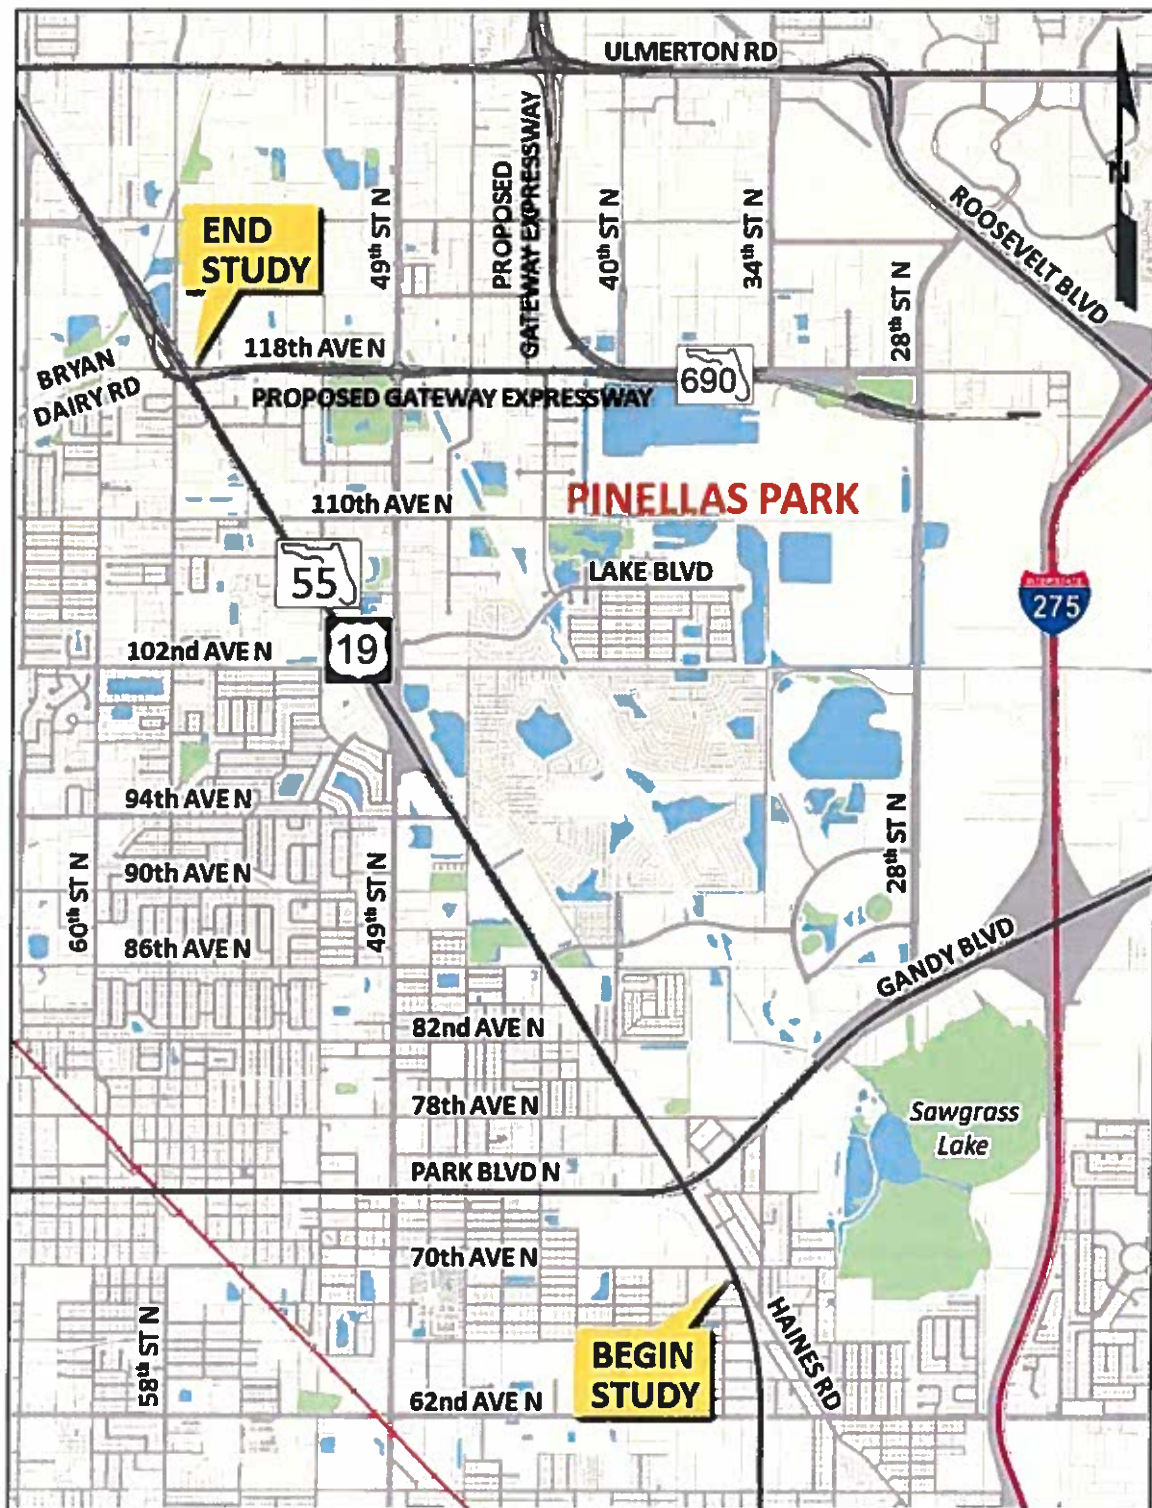 ULMERTON RD
PROPOSED
GATEWAY EXPRESSWAY
49th ST N
40th ST N
34th ST N
28th ST N
ROOSEVELT BLVD
N
END
STUDY
118th AVE N
BRYAN
DAIRY RD
690
PROPOSED GATEWAY EXPRESSWAY
110th AVE N
PINELLAS PARK
55
LAKE BLVD
INTERSTATE
275
102nd AVE N
19
94th AVE N
90th AVE N
60th ST N
49th ST N
28th ST N
86th AVE N
GANDY BLVD
82nd AVE N
78th AVE N
Sawgrass
Lake
PARK BLVD N
70th AVE N
HAINES RD
58th ST N
BEGIN
STUDY
62nd AVE N